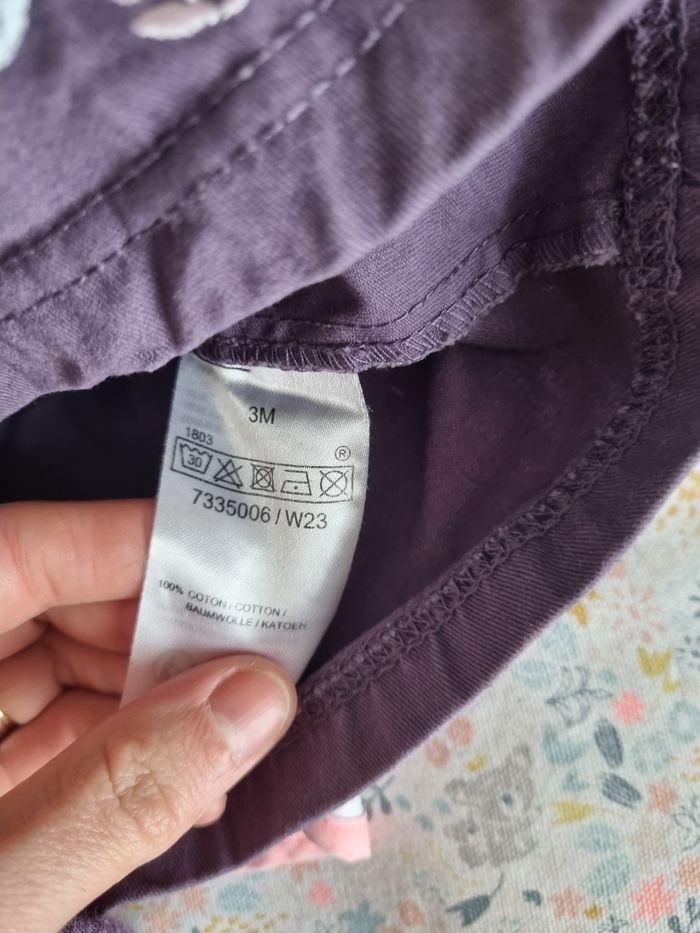 3M
1803
®
30
7335006 / W23
100% COTON / COTTON /
BAUMWOLLE / KATOEN